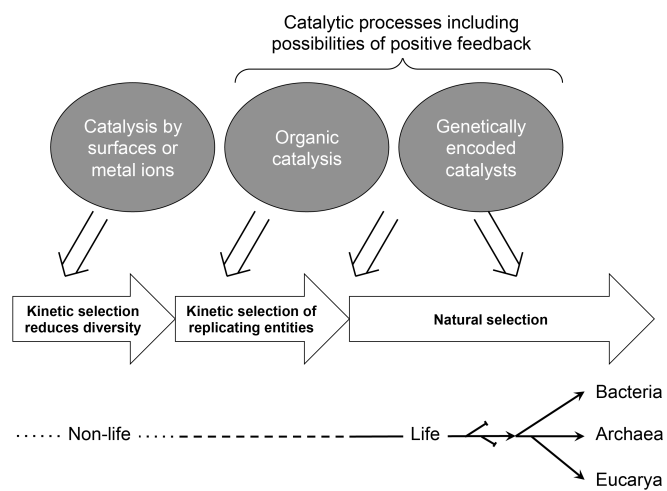 Catalytic processes including
possibilities of positive feedback
Catalysis by
surfaces or
metal ions
Organic
catalysis
Genetically
encoded
catalysts
Kinetic selection
reduces diversity
Kinetic selection of
replicating entities
Natural selection
Bacteria
Non-life
Life
Archaea
Eucarya